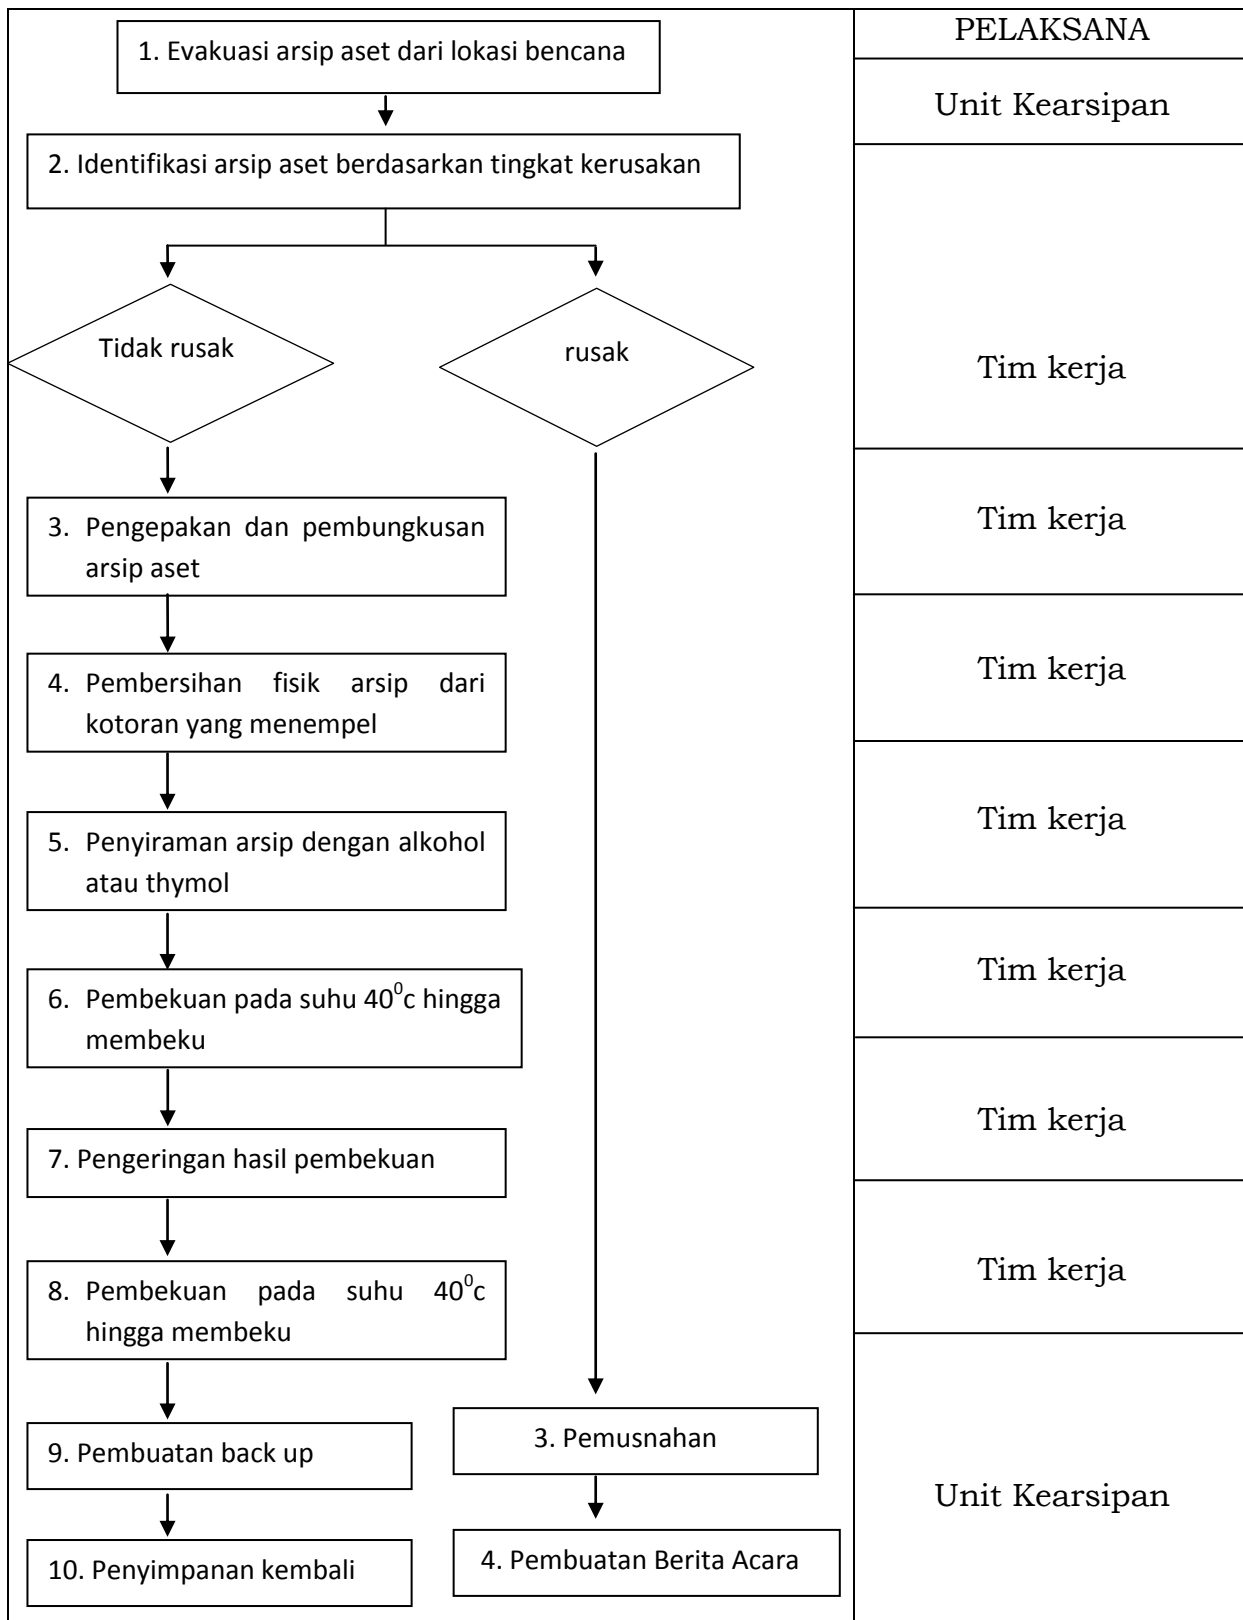 PELAKSANA
1. Evakuasi arsip aset dari lokasi bencana
Unit Kearsipan
2. Identifikasi arsip aset berdasarkan tingkat kerusakan
Tidak rusak
rusak
Tim kerja
3. Pengepakan dan pembungkusan
arsip aset
Tim kerja
4. Pembersihan fisik arsip dari
kotoran yang menempel
Tim kerja
5. Penyiraman arsip dengan alkohol
atau thymol
Tim kerja
6. Pembekuan pada suhu 40⁰c hingga
membeku
Tim kerja
7. Pengeringan hasil pembekuan
Tim kerja
8. Pembekuan pada suhu 40⁰c
hingga membeku
Tim kerja
9. Pembuatan back up
3. Pemusnahan
Unit Kearsipan
10. Penyimpanan kembali
4. Pembuatan Berita Acara